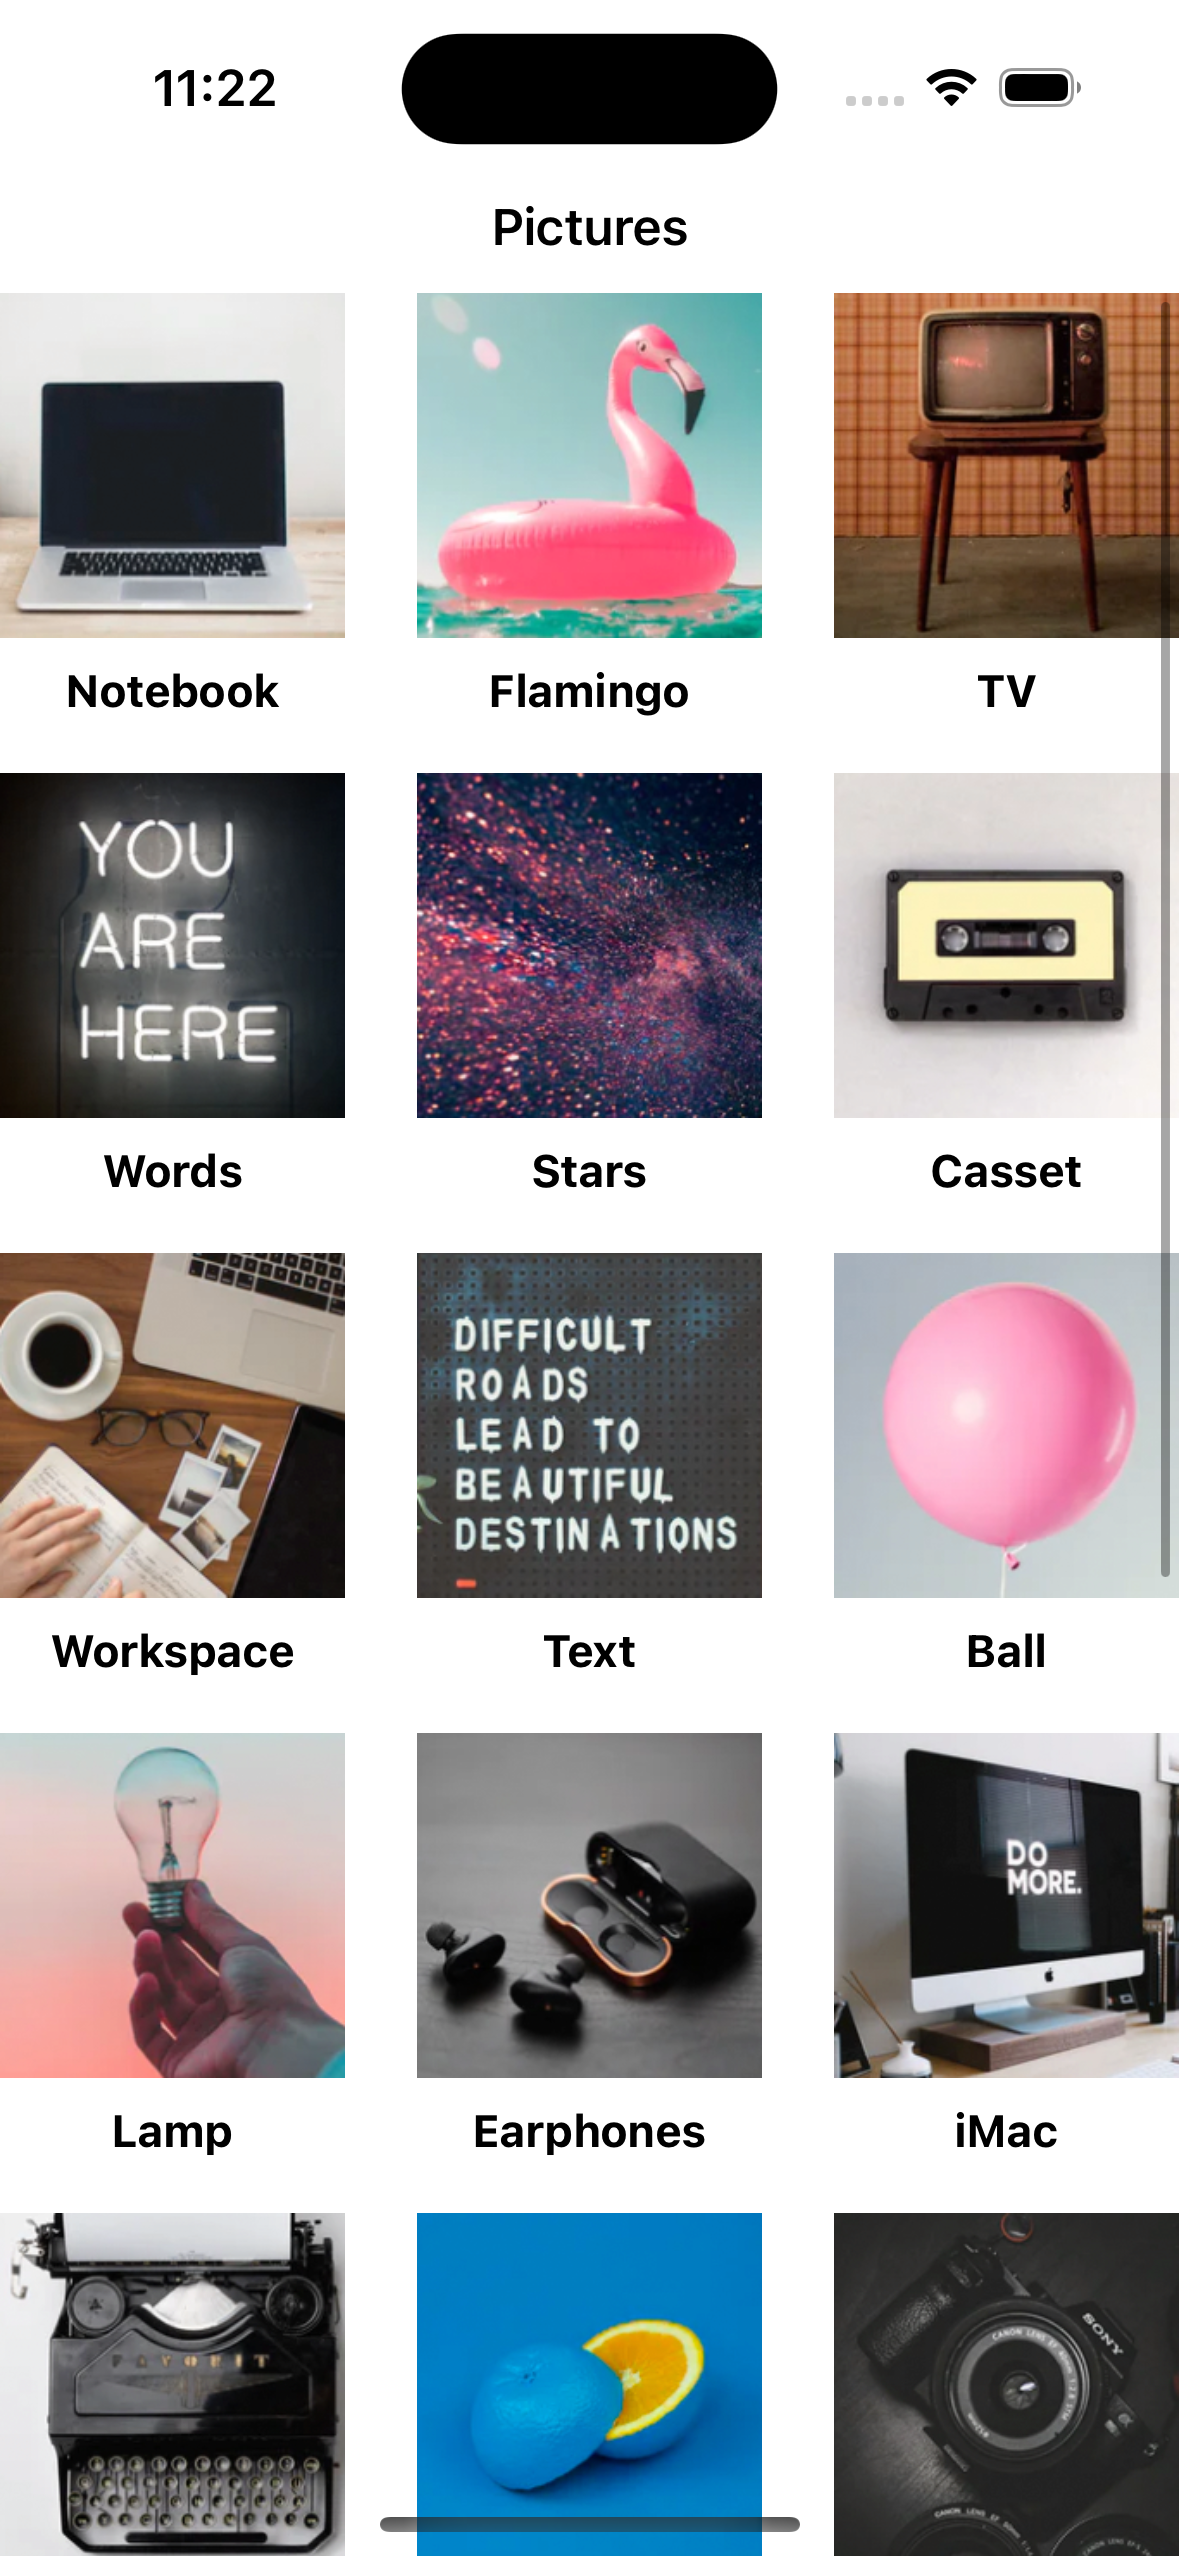 11:22
Pictures
Notebook
Flamingo
TV
YOU
ARE
HERE
Words
Stars
Casset
DIFFICULT
ROADS
LEAD TO
BEAUTIFUL
DESTINATIONS
Workspace
Text
Ball
DO
MORE.
Lamp
Earphones
iMac
FAVORIT
SONY